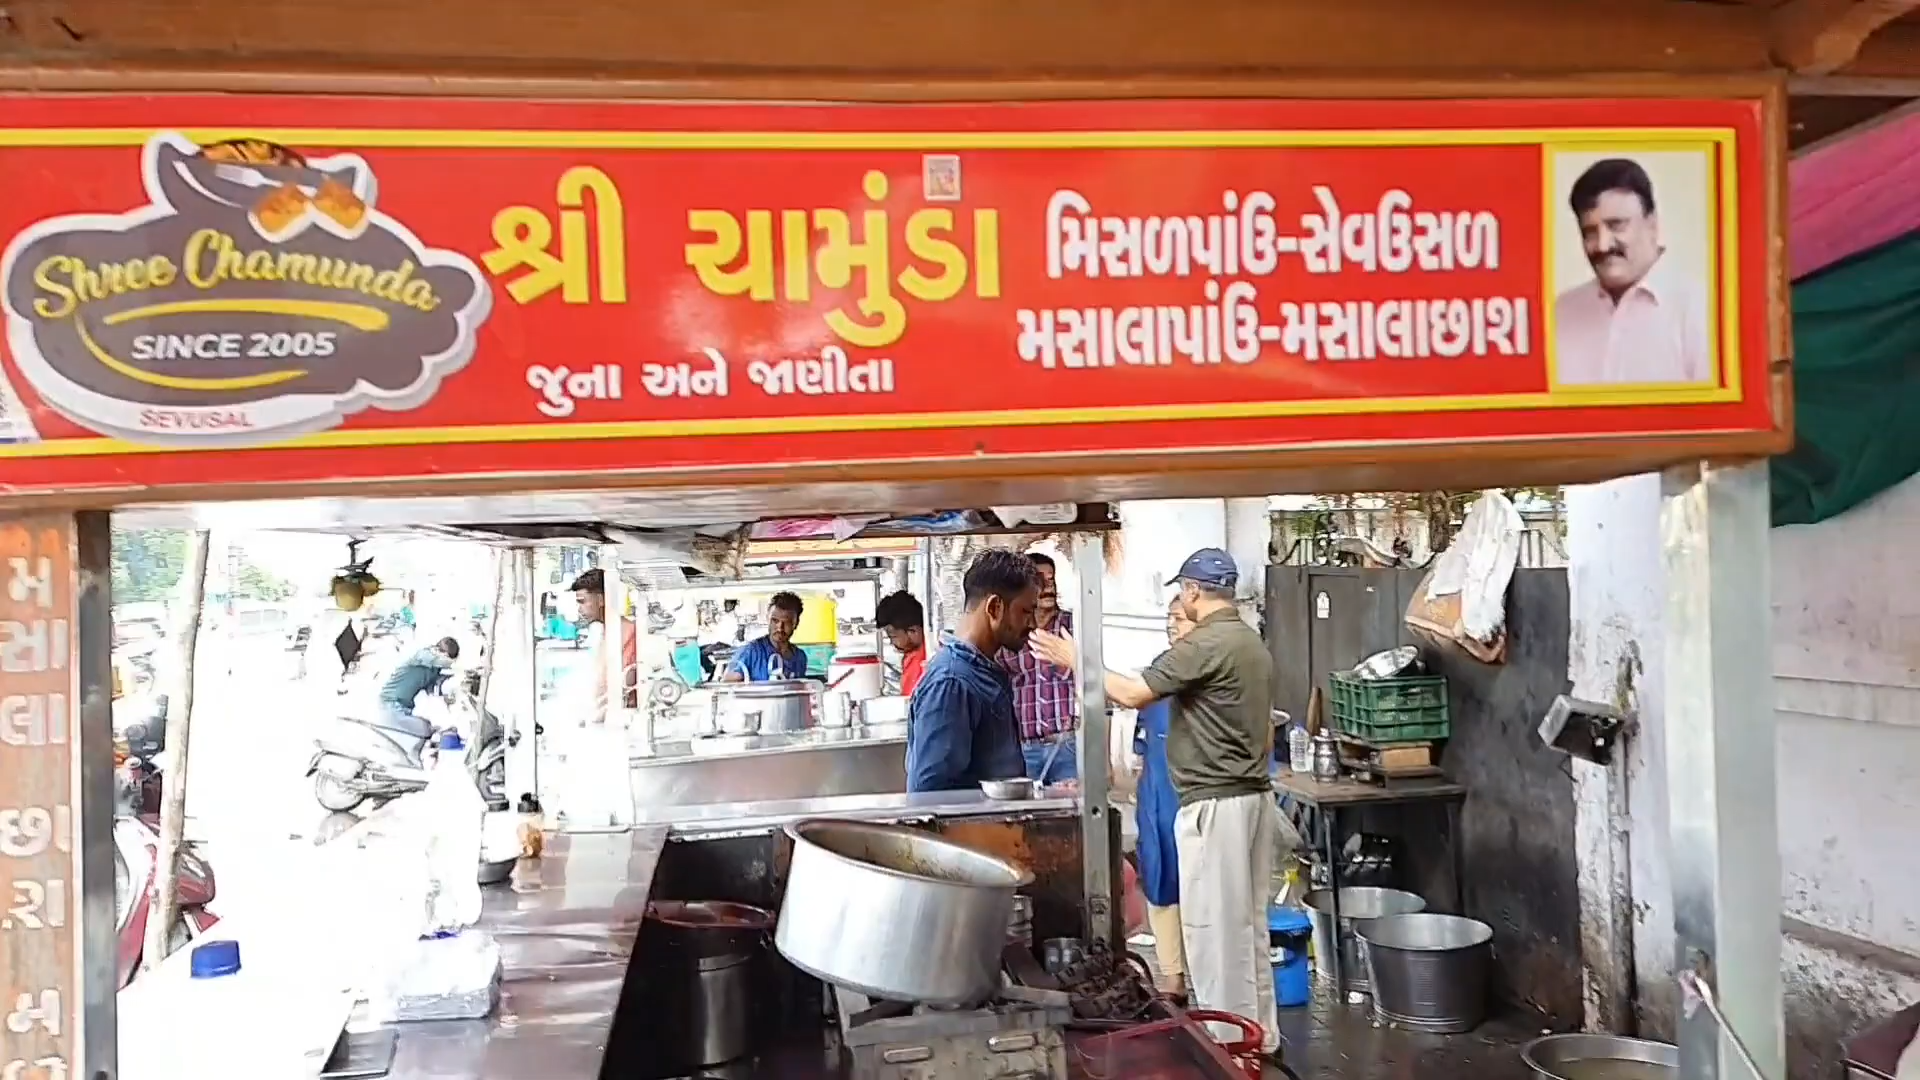 Shree Chamunda
SINCE 2005
SEVUSAL
શ્રી ચામુંડા
જુના અને જાણીતા
મિસળપાંઉ-સેવઉસળ
મસાલાપાંઉ-મસાલાછાશ
મ
સા
લા
છા
શ
મ